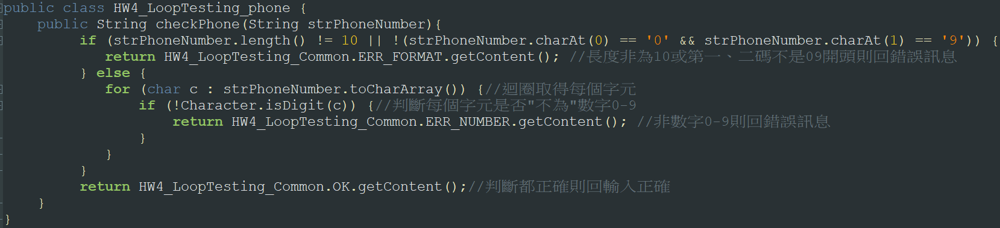 public class HW4_LoopTesting_phone {
public String checkPhone(String strPhoneNumber){
if (strPhoneNumber.length() != 10 || !(strPhoneNumber.charAt(0) == '0' && strPhoneNumber.charAt(1) == '9')) {
return HW4_LoopTesting_Common.ERR_FORMAT.getContent(); //長度非為10或第一、二碼不是09開頭則回錯誤訊息
} else {
for (char c : strPhoneNumber.toCharArray()) {//迴圈取得每個字元
if (!Character.isDigit(c)) {//判斷每個字元是否"不為"數字0-9
return HW4_LoopTesting_Common.ERR_NUMBER.getContent(); //非數字0-9則回錯誤訊息
}
}
}
return HW4_LoopTesting_Common.OK.getContent();//判斷都正確則回輸入正確
}
}